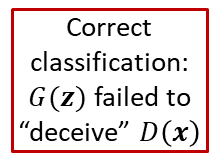 Correct
classification:
G(z) failed to
“deceive” D(x)